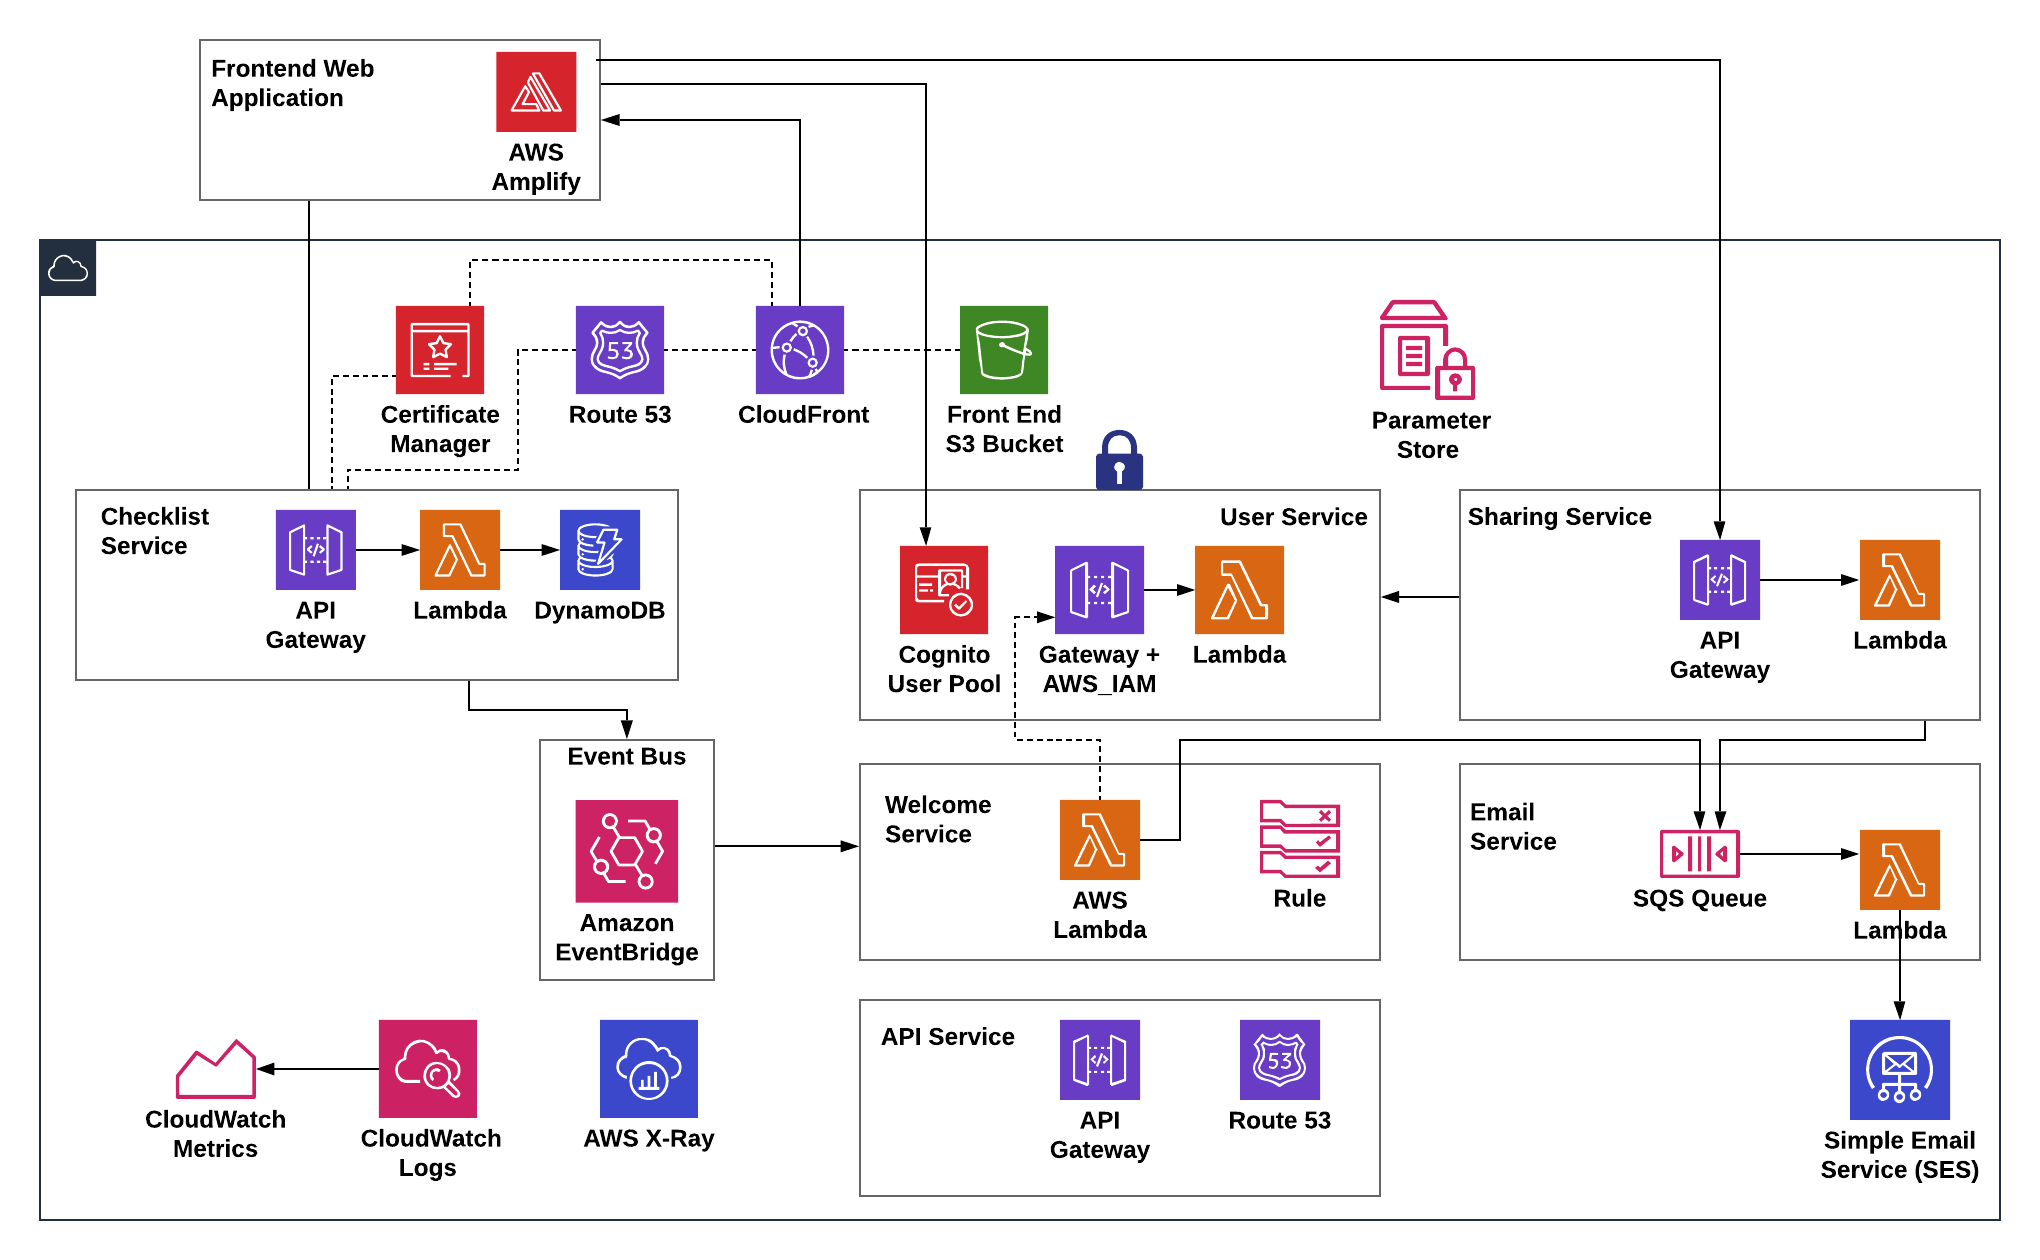 Frontend Web
Application
AWS
Amplify
53
Certificate
Manager
Route 53
CloudFront
Front End
S3 Bucket
Parameter
Store
Checklist
Service
</>
API
Gateway
Lambda
DynamoDB
User Service
Cognito
User Pool
</>
Gateway +
AWS_IAM
Lambda
Sharing Service
</>
API
Gateway
Lambda
Event Bus
Amazon
EventBridge
Welcome
Service
AWS
Lambda
Rule
Email
Service
SQS Queue
Lambda
CloudWatch
Metrics
CloudWatch
Logs
AWS X-Ray
API Service
</>
API
Gateway
53
Route 53
Simple Email
Service (SES)